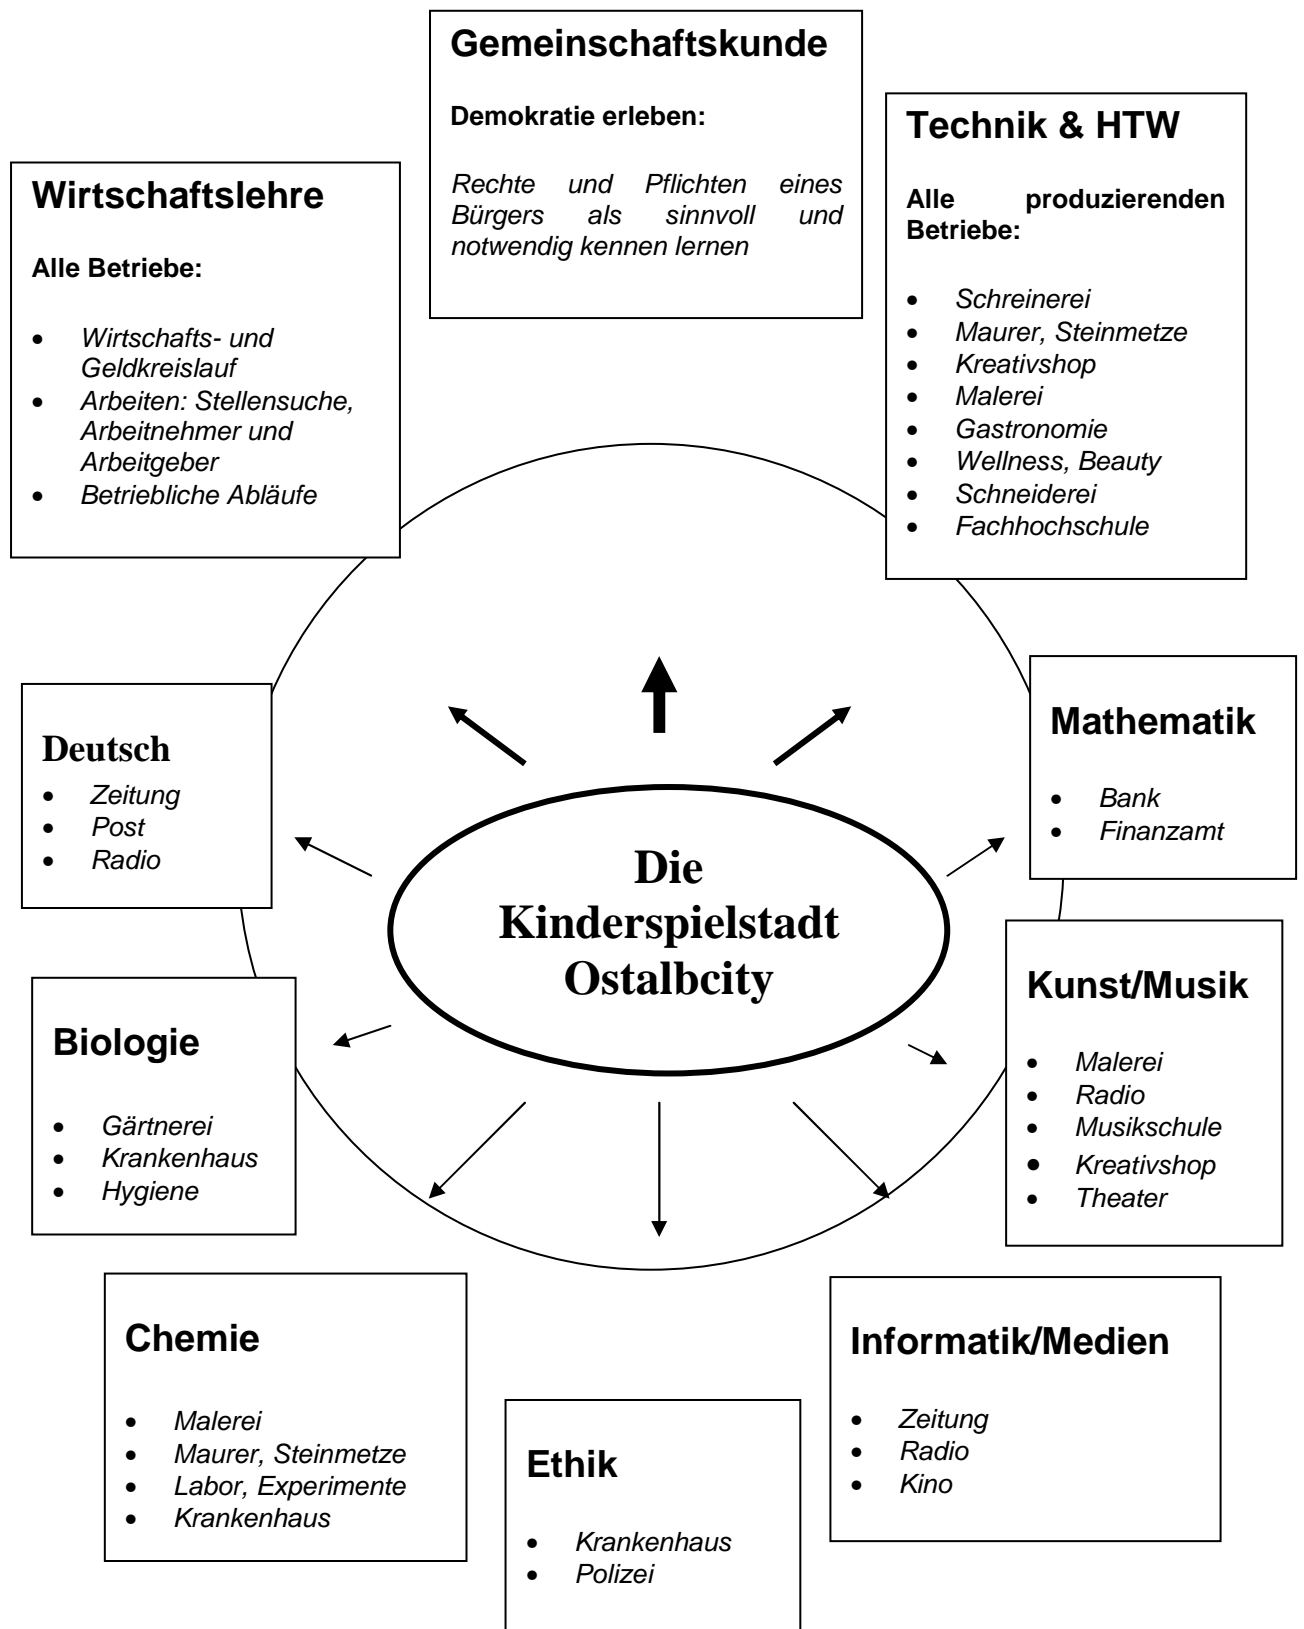 Gemeinschaftskunde
Demokratie erleben:
Rechte und Pflichten eines
Bürgers als sinnvoll und
notwendig kennen lernen
Technik & HTW
Alle produzierenden
Betriebe:
• Schreinerei
• Maurer, Steinmetze
• Kreativshop
• Malerei
• Gastronomie
• Wellness, Beauty
• Schneiderei
• Fachhochschule
Wirtschaftslehre
Alle Betriebe:
• Wirtschafts- und
Geldkreislauf
• Arbeiten: Stellensuche,
Arbeitnehmer und
Arbeitgeber
• Betriebliche Abläufe
Deutsch
• Zeitung
• Post
• Radio
Mathematik
• Bank
• Finanzamt
Die
Kinderspielstadt
Ostalbcity
Biologie
• Gärtnerei
• Krankenhaus
• Hygiene
Kunst/Musik
• Malerei
• Radio
• Musikschule
• Kreativshop
• Theater
Chemie
• Malerei
• Maurer, Steinmetze
• Labor, Experimente
• Krankenhaus
Ethik
• Krankenhaus
• Polizei
Informatik/Medien
• Zeitung
• Radio
• Kino